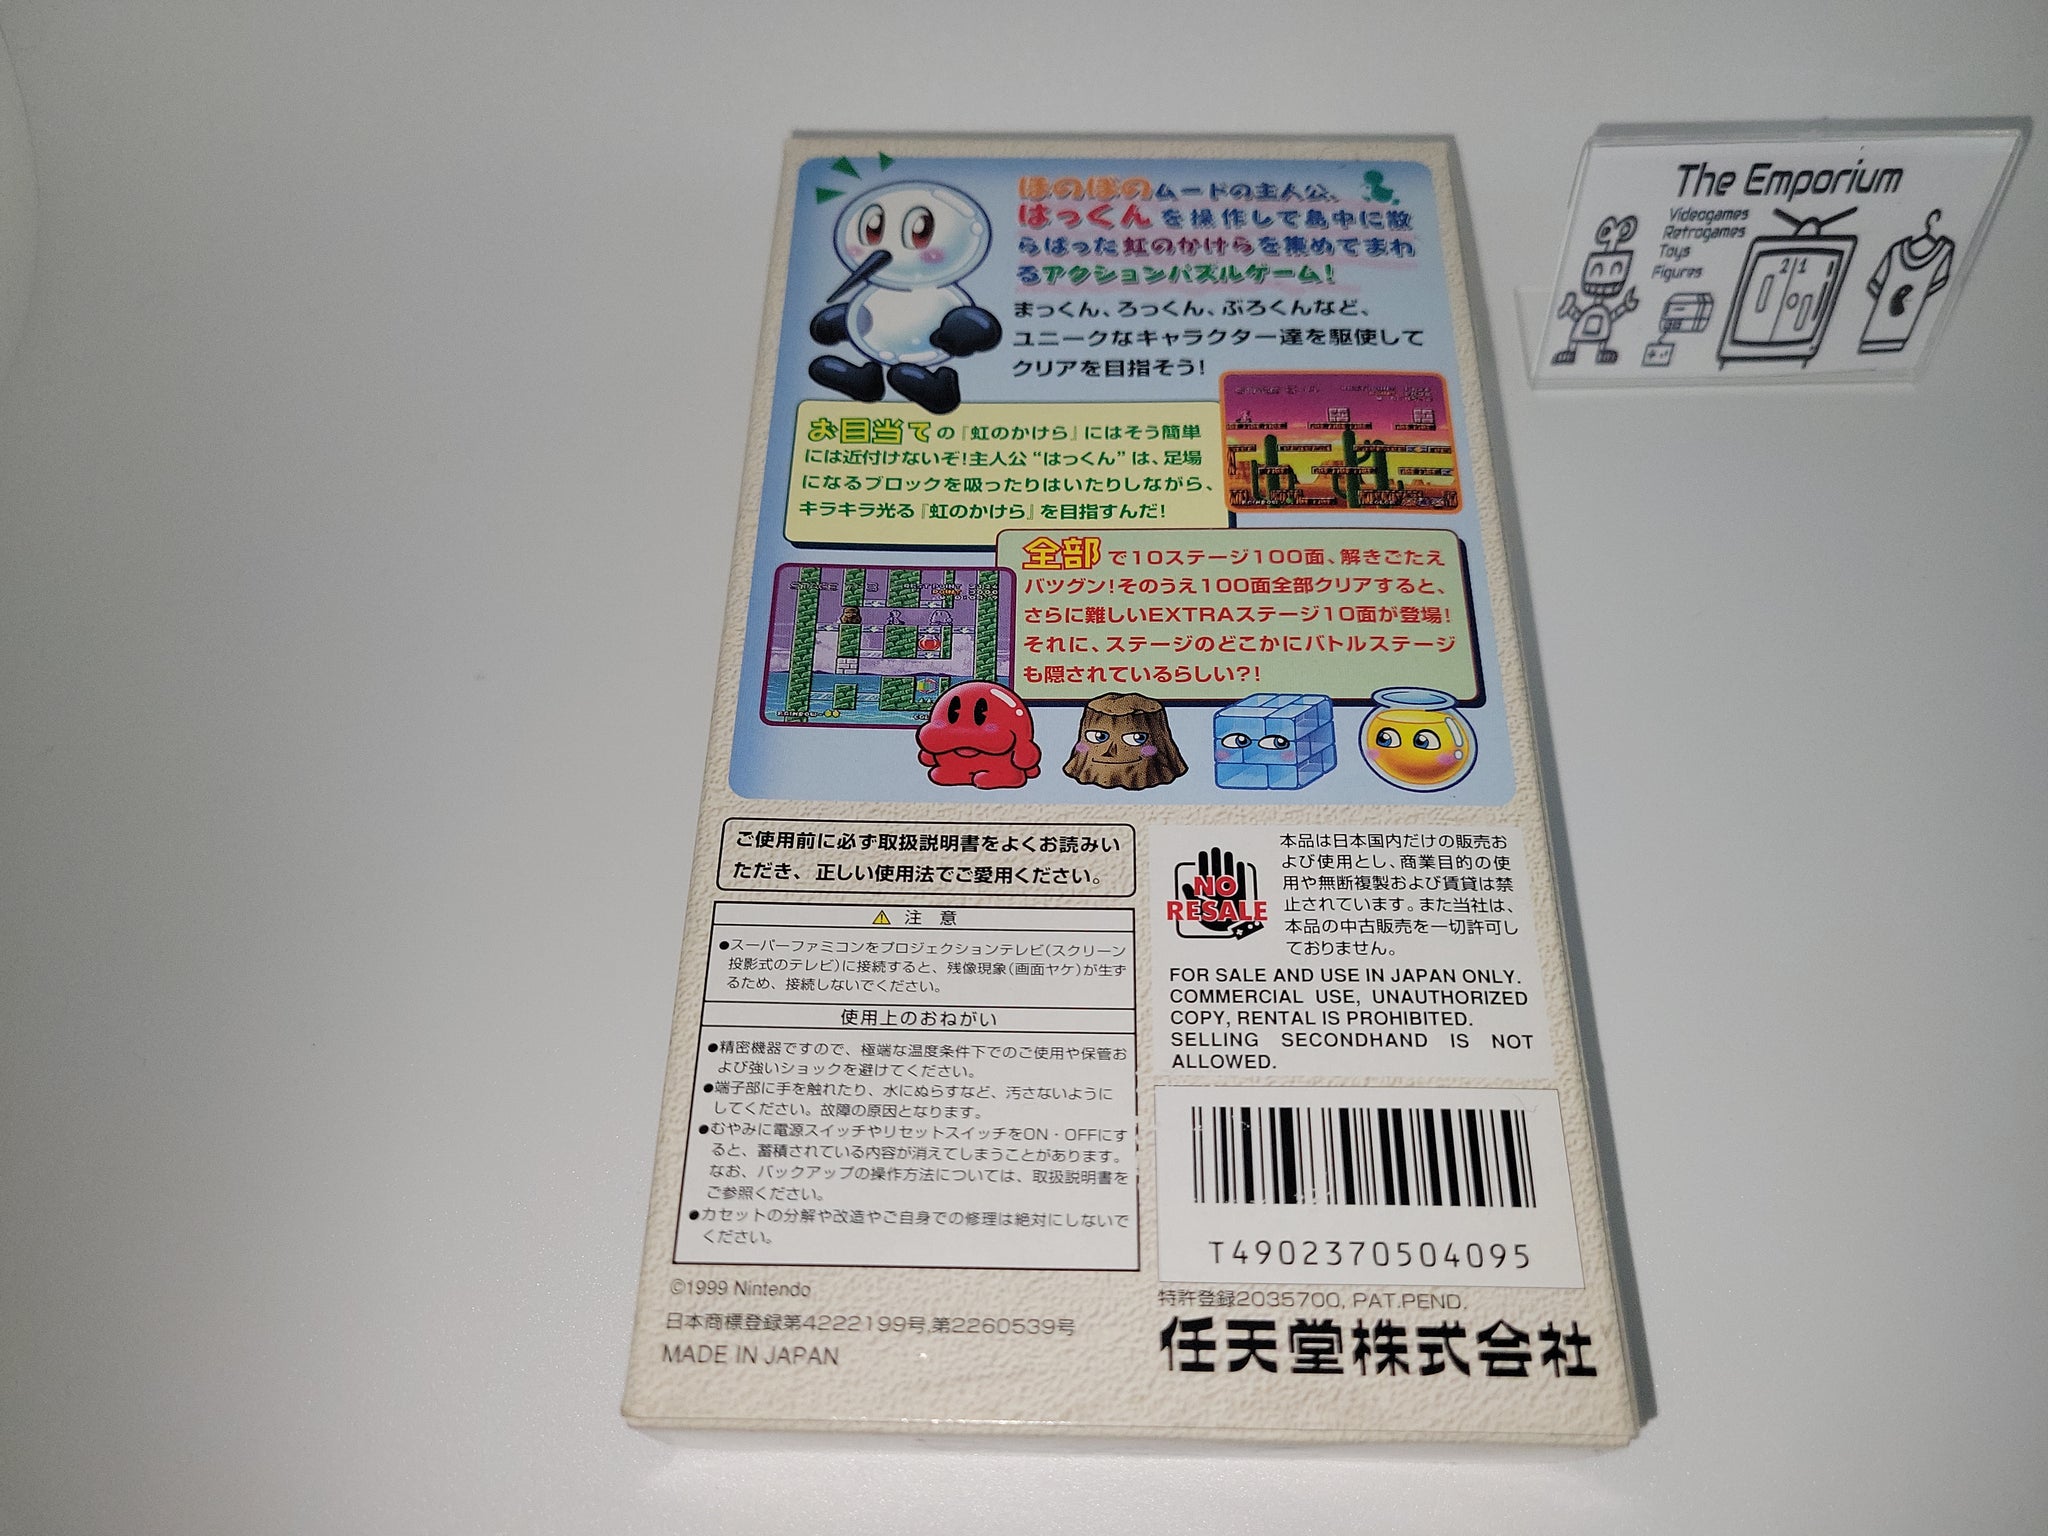 ほのぼのムードの主人公、
はっくんを操作して島中に散
らばった虹のかけらを集めてまわ
るアクションパズルゲーム!
まっくん、ろっくん、ぷろくんなど、
ユニークなキャラクター達を駆使して
クリアを目指そう!
お目当ての『虹のかけら』にはそう簡単
には近付けないぞ!主人公“はっくん”は、足場
になるブロックを吸ったりはいたりしながら、
キラキラ光る『虹のかけら』を目指すんだ!
全部で10ステージ100面、解きごたえ
バツグン!そのうえ100面全部クリアすると、
さらに難しいEXTRAステージ10面が登場!
それに、ステージのどこかにバトルステージ
も隠されているらしい?!
ご使用前に必ず取扱説明書をよくお読みい
ただき、正しい使用法でご愛用ください。
注 意
●スーパーファミコンをプロジェクションテレビ(スクリーン
投影式のテレビ)に接続すると、残像現象(画面ヤケ)が生ず
るため、接続しないでください。
使用上のおねがい
●精密機器ですので、極端な温度条件下でのご使用や保管お
よび強いショックを避けてください。
●端子部に手を触れたり、水にぬらすなど、汚さないように
してください。故障の原因となります。
●むやみに電源スイッチやリセットスイッチをON・OFFにす
ると、蓄積されている内容が消えてしまうことがあります。
なお、バックアップの操作方法については、取扱説明書を
ご参照ください。
●カセットの分解や改造やご自身での修理は絶対にしないで
ください。
©1999 Nintendo
日本商標登録第4222199号,第2260539号
MADE IN JAPAN
NO
RESALE
本品は日本国内だけの販売お
よび使用とし、商業目的の使
用や無断複製および賃貸は禁
止されています。また当社は、
本品の中古販売を一切許可し
ておりません。
FOR SALE AND USE IN JAPAN ONLY.
COMMERCIAL USE, UNAUTHORIZED
COPY, RENTAL IS PROHIBITED.
SELLING SECONDHAND IS NOT
ALLOWED.
T4902370504095
特許登録2035700, PAT.PEND.
任天堂株式会社
The Emporium
Videogames
Retrogames
Toys
Figures
2/1